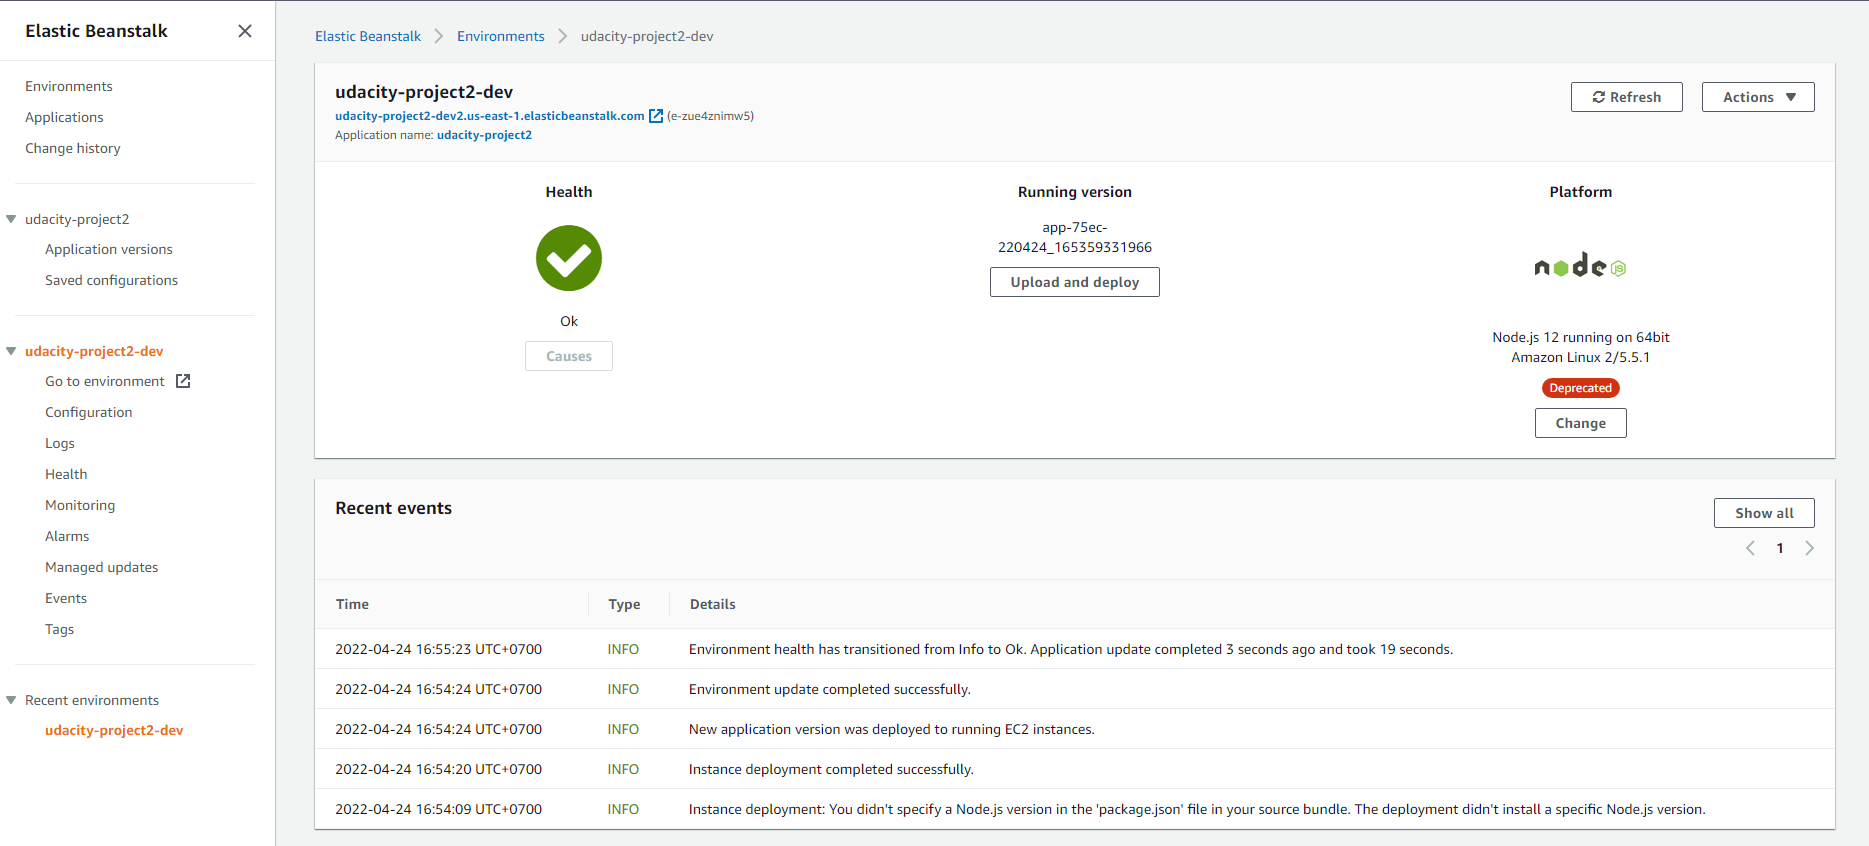 Elastic Beanstalk
Environments
Applications
Change history
udacity-project2
Application versions
Saved configurations
udacity-project2-dev
Go to environment
Configuration
Logs
Health
Monitoring
Alarms
Managed updates
Events
Tags
Recent environments
udacity-project2-dev
Elastic Beanstalk Environments udacity-project2-dev
udacity-project2-dev
udacity-project2-dev2.us-east-1.elasticbeanstalk.com (e-zue4znimw5)
Application name: udacity-project2
Refresh Actions
Health
Ok
Causes
Running version
app-75ec-
220424_165359331966
Upload and deploy
Platform
node JS
Node.js 12 running on 64bit
Amazon Linux 2/5.5.1
Deprecated
Change
Recent events
Show all
1
Time Type Details
2022-04-24 16:55:23 UTC+0700 INFO Environment health has transitioned from Info to Ok. Application update completed 3 seconds ago and took 19 seconds.
2022-04-24 16:54:24 UTC+0700 INFO Environment update completed successfully.
2022-04-24 16:54:24 UTC+0700 INFO New application version was deployed to running EC2 instances.
2022-04-24 16:54:20 UTC+0700 INFO Instance deployment completed successfully.
2022-04-24 16:54:09 UTC+0700 INFO Instance deployment: You didn't specify a Node.js version in the 'package.json' file in your source bundle. The deployment didn't install a specific Node.js version.